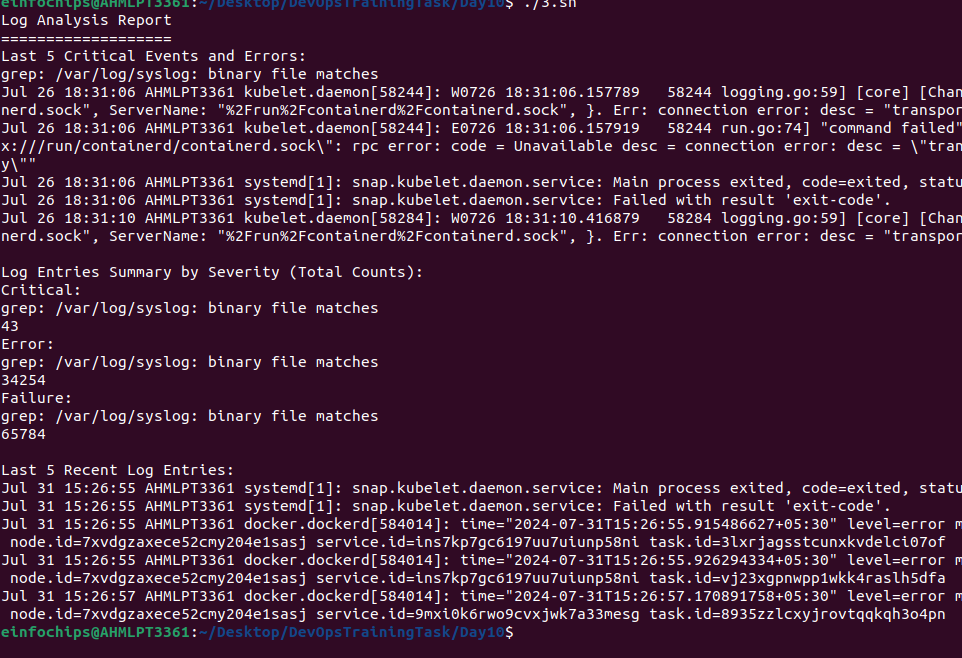 einfochips@AHMLPT3361:~/Desktop/DevOpsTrainingTask/Day10$ ./3.sh
Log Analysis Report
===================
Last 5 Critical Events and Errors:
grep: /var/log/syslog: binary file matches
Jul 26 18:31:06 AHMLPT3361 kubelet.daemon[58244]: W0726 18:31:06.157789   58244 logging.go:59] [core] [Chan
nerd.sock", ServerName: "%2Frun%2Fcontainerd%2Fcontainerd.sock", }. Err: connection error: desc = "transpor
Jul 26 18:31:06 AHMLPT3361 kubelet.daemon[58244]: E0726 18:31:06.157919   58244 run.go:74] "command failed"
x:///run/containerd/containerd.sock\": rpc error: code = Unavailable desc = connection error: desc = \"tran
y\""
Jul 26 18:31:06 AHMLPT3361 systemd[1]: snap.kubelet.daemon.service: Main process exited, code=exited, statu
Jul 26 18:31:06 AHMLPT3361 systemd[1]: snap.kubelet.daemon.service: Failed with result 'exit-code'.
Jul 26 18:31:10 AHMLPT3361 kubelet.daemon[58284]: W0726 18:31:10.416879   58284 logging.go:59] [core] [Chan
nerd.sock", ServerName: "%2Frun%2Fcontainerd%2Fcontainerd.sock", }. Err: connection error: desc = "transpor
Log Entries Summary by Severity (Total Counts):
Critical:
grep: /var/log/syslog: binary file matches
43
Error:
grep: /var/log/syslog: binary file matches
34254
Failure:
grep: /var/log/syslog: binary file matches
65784
Last 5 Recent Log Entries:
Jul 31 15:26:55 AHMLPT3361 systemd[1]: snap.kubelet.daemon.service: Main process exited, code=exited, statu
Jul 31 15:26:55 AHMLPT3361 systemd[1]: snap.kubelet.daemon.service: Failed with result 'exit-code'.
Jul 31 15:26:55 AHMLPT3361 docker.dockerd[584014]: time="2024-07-31T15:26:55.915486627+05:30" level=error m
node.id=7xvdgzaxece52cmy204e1sasj service.id=ins7kp7gc6197uu7uiunp58ni task.id=3lxrjagsstcunxkvdelci07of
Jul 31 15:26:55 AHMLPT3361 docker.dockerd[584014]: time="2024-07-31T15:26:55.926294334+05:30" level=error m
node.id=7xvdgzaxece52cmy204e1sasj service.id=ins7kp7gc6197uu7uiunp58ni task.id=vj23xgpnwpp1wkk4raslh5dfa
Jul 31 15:26:57 AHMLPT3361 docker.dockerd[584014]: time="2024-07-31T15:26:57.170891758+05:30" level=error m
node.id=7xvdgzaxece52cmy204e1sasj service.id=9mxi0k6rwo9cvxjwk7a33mesg task.id=8935zzlcxyjrovtqqkqh3o4pn
einfochips@AHMLPT3361:~/Desktop/DevOpsTrainingTask/Day10$